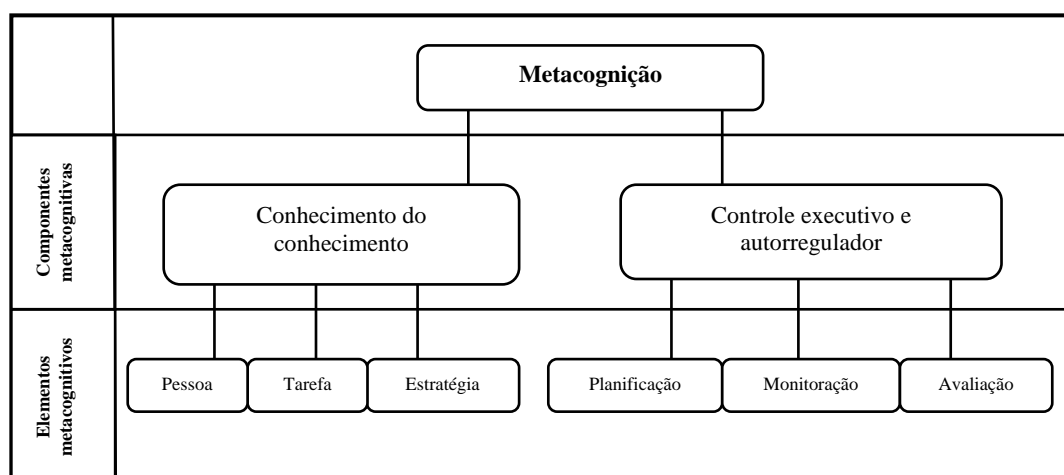 Metacognição
Componentes
metacognitivas
Conhecimento do
conhecimento
Controle executivo e
autorregulador
Elementos
metacognitivos
Pessoa
Tarefa
Estratégia
Planificação
Monitoração
Avaliação